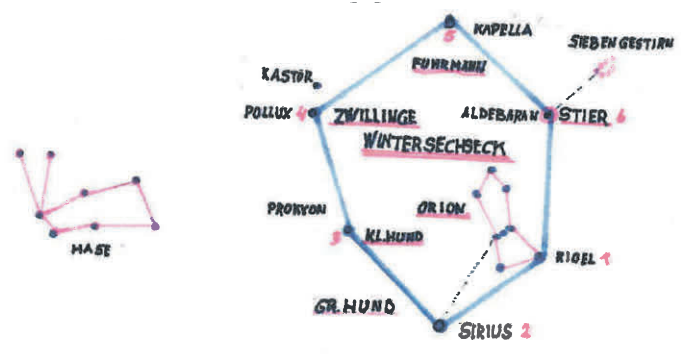 KAPELLA
5
FUHRMANN
SIEBENGESTIRN
KASTOR
POLLUX 4 ZWILLINGE
ALDEBARAN STIER 6
WINTERSECHSECK
PROKYON
ORION
3 KL.HUND
HASE
RIGEL 1
GR.HUND
SIRIUS 2